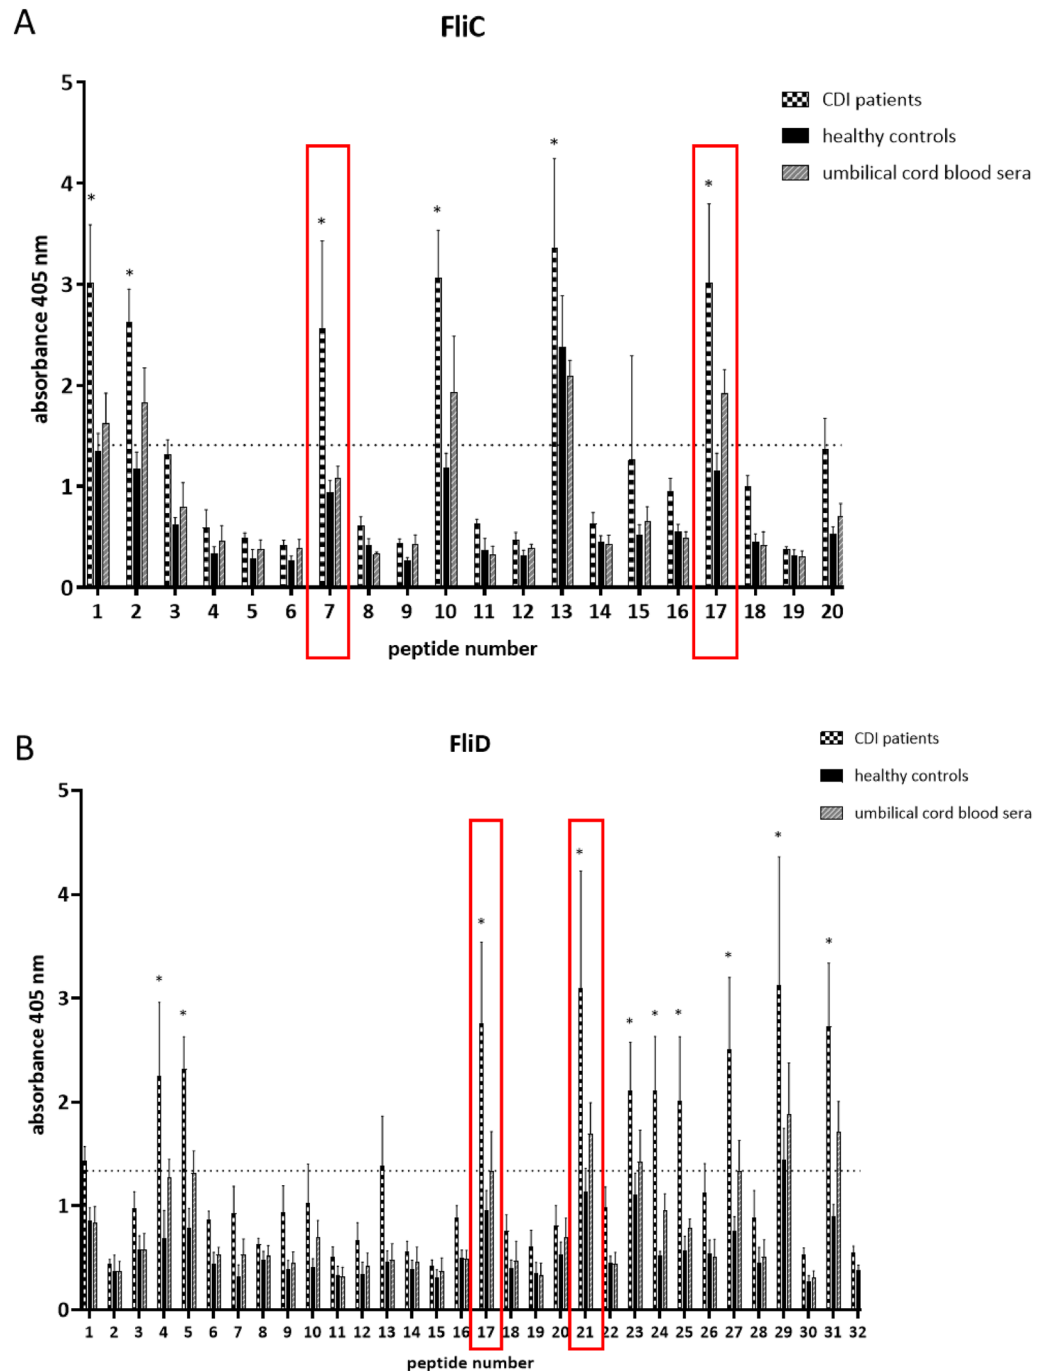 A
FliC
5
4
3
2
1
0
absorbance 405 nm
CDI patients
healthy controls
umbilical cord blood sera
* * * * * *
1 2 3 4 5 6 7 8 9 10 11 12 13 14 15 16 17 18 19 20
peptide number
B
FliD
5
4
3
2
1
0
absorbance 405 nm
CDI patients
healthy controls
umbilical cord blood sera
* * * * * * * * * *
1 2 3 4 5 6 7 8 9 10 11 12 13 14 15 16 17 18 19 20 21 22 23 24 25 26 27 28 29 30 31 32
peptide number